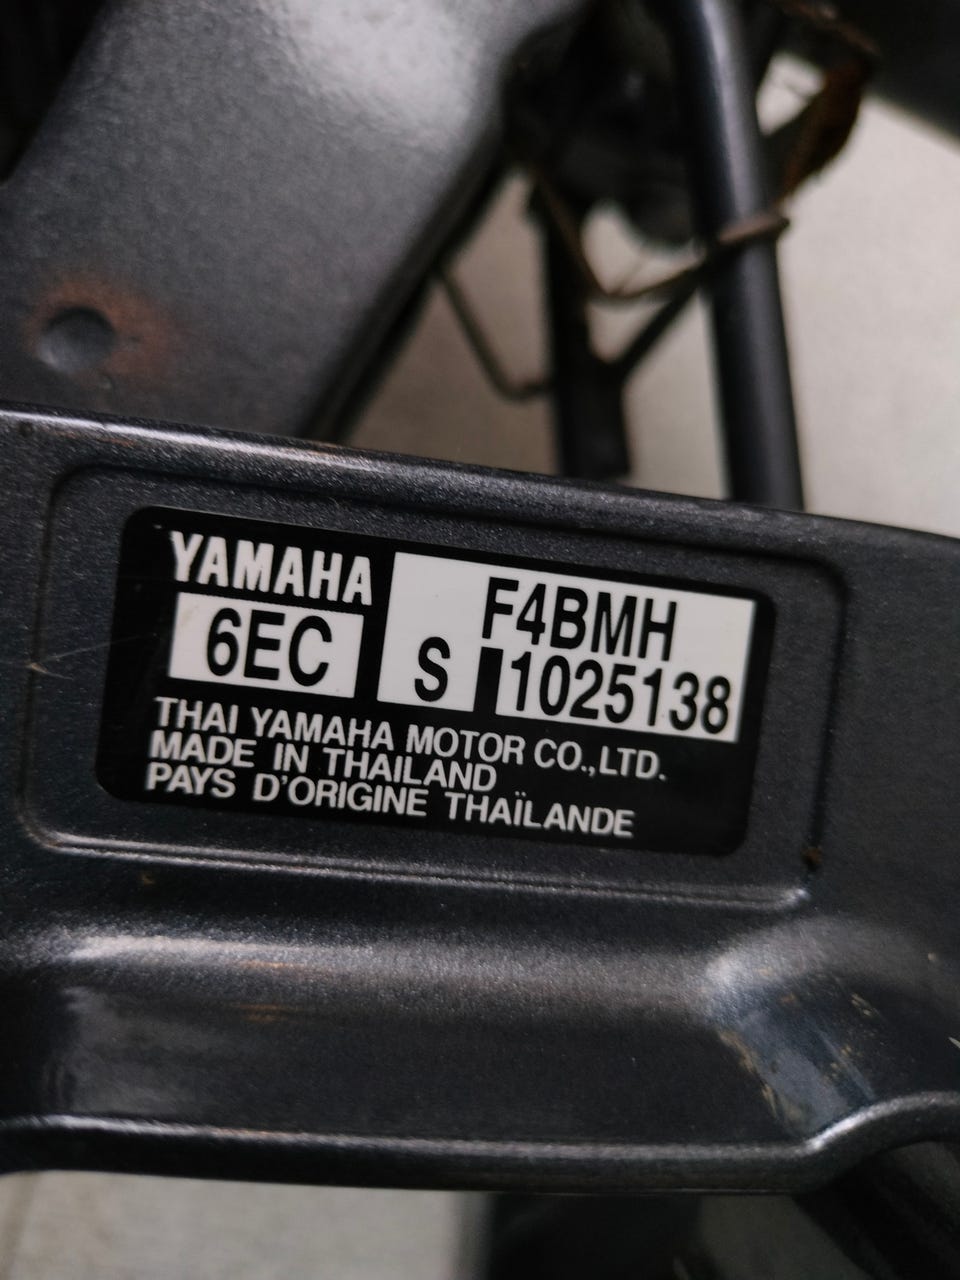 YAMAHA
F4BMH
6EC
S 1025138
THAI YAMAHA MOTOR CO.,LTD.
MADE IN THAILAND
PAYS D'ORIGINE THAÏLANDE